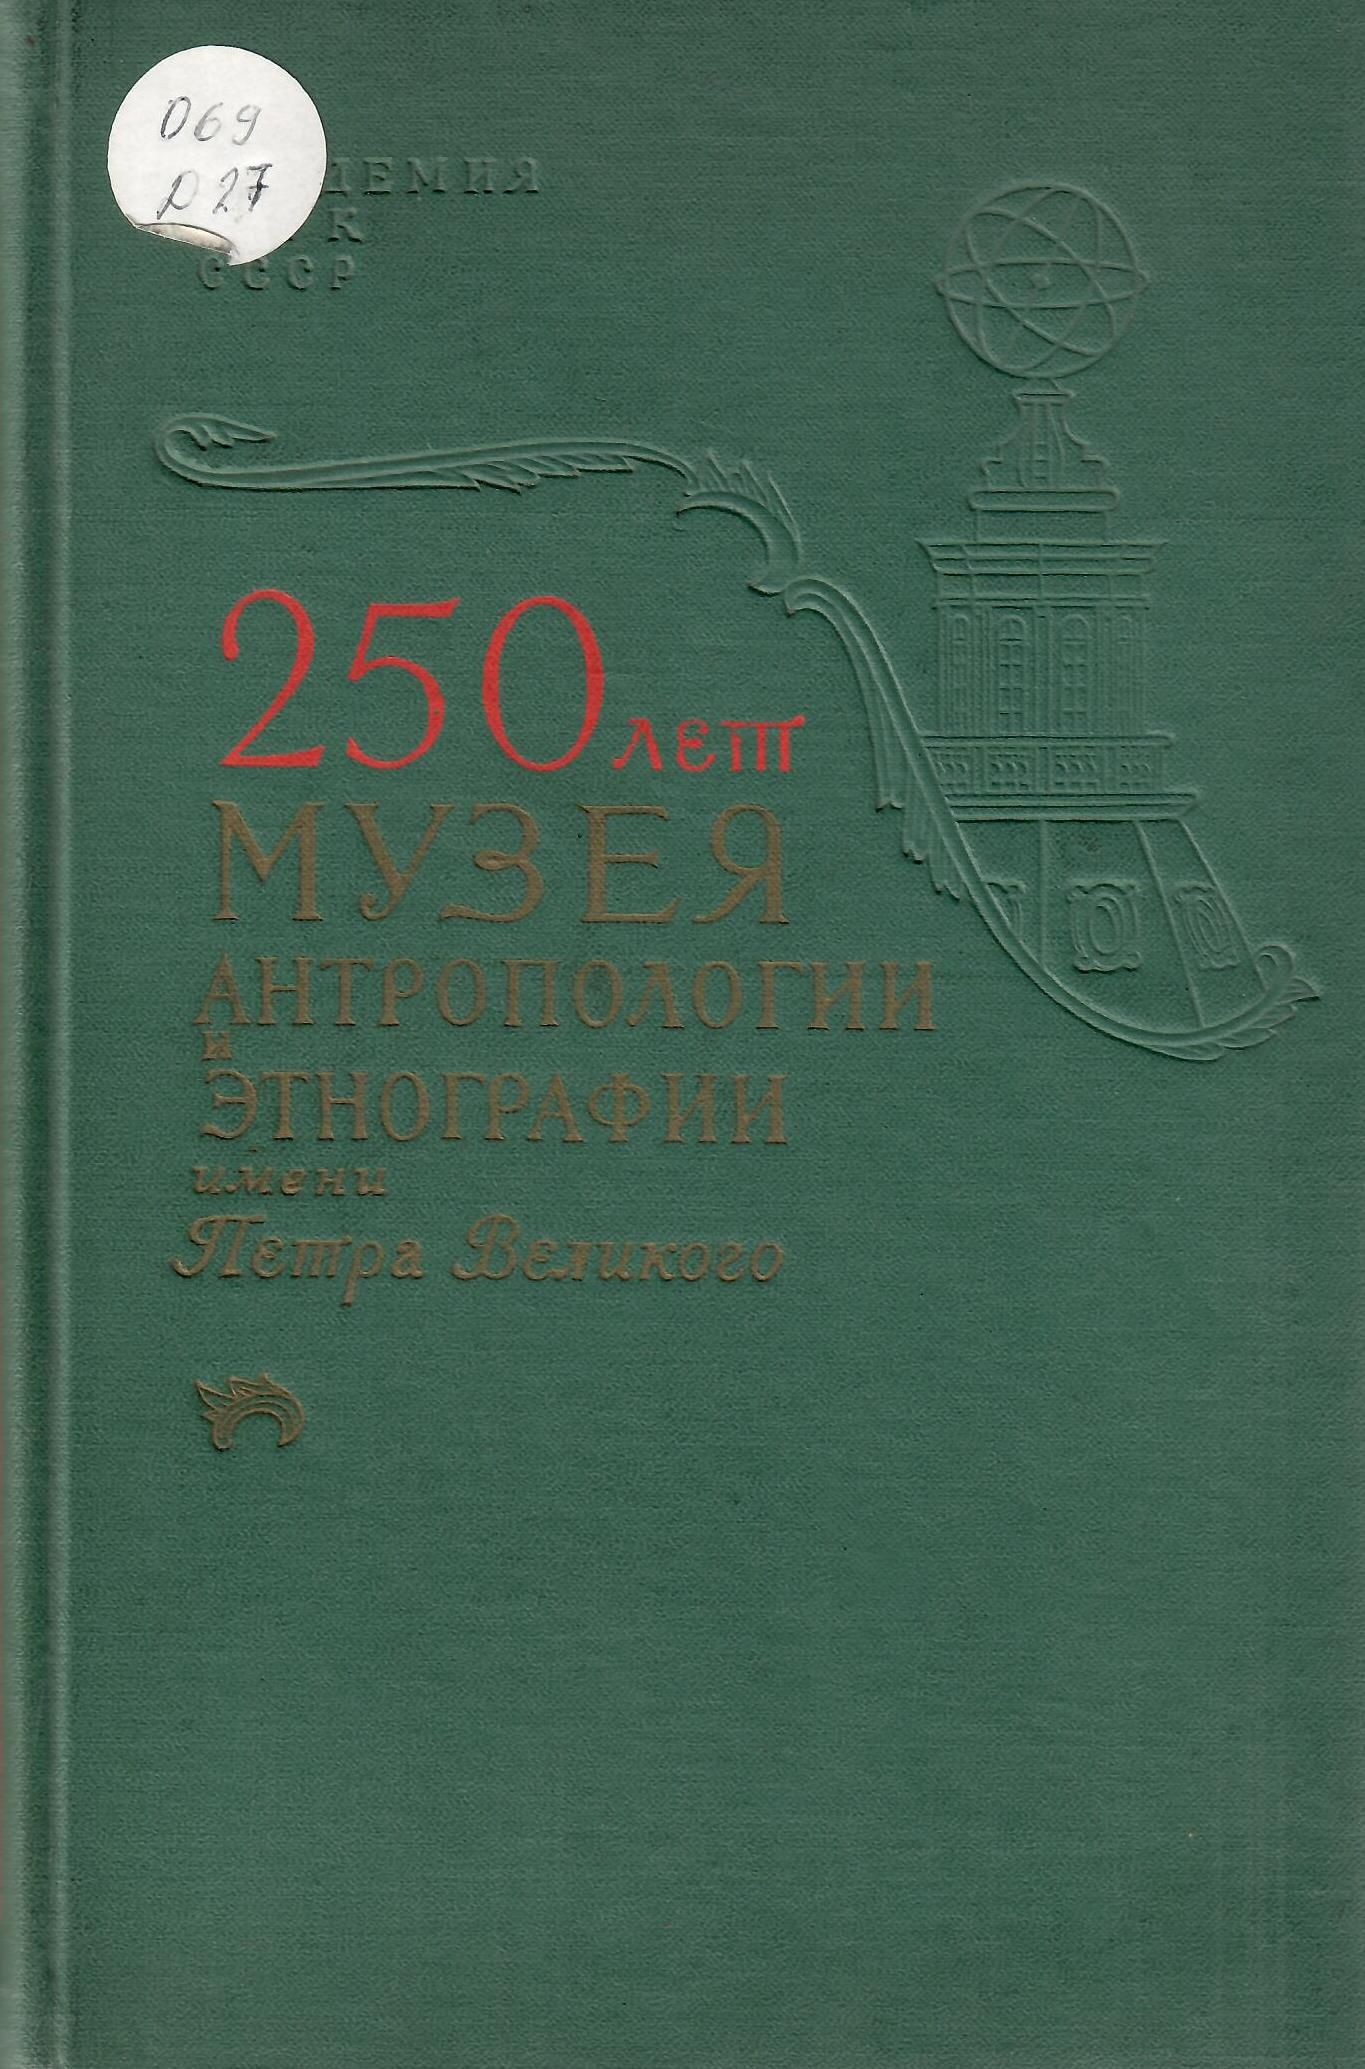 069
Д27
ДЕМИЯ
К
СССР
250 лет
МУЗЕЯ
АНТРОПОЛОГИИ
и
ЭТНОГРАФИИ
имени
Петра Великого